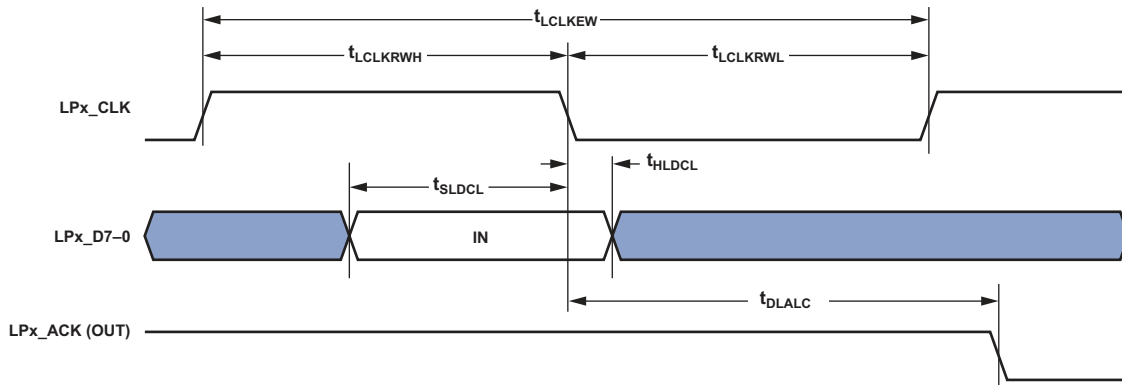 tLCLKEW
tLCLKRWH
tLCLKRWL
LPx_CLK
tHLDCL
tSLDCL
LPx_D7–0
IN
tDLALC
LPx_ACK (OUT)